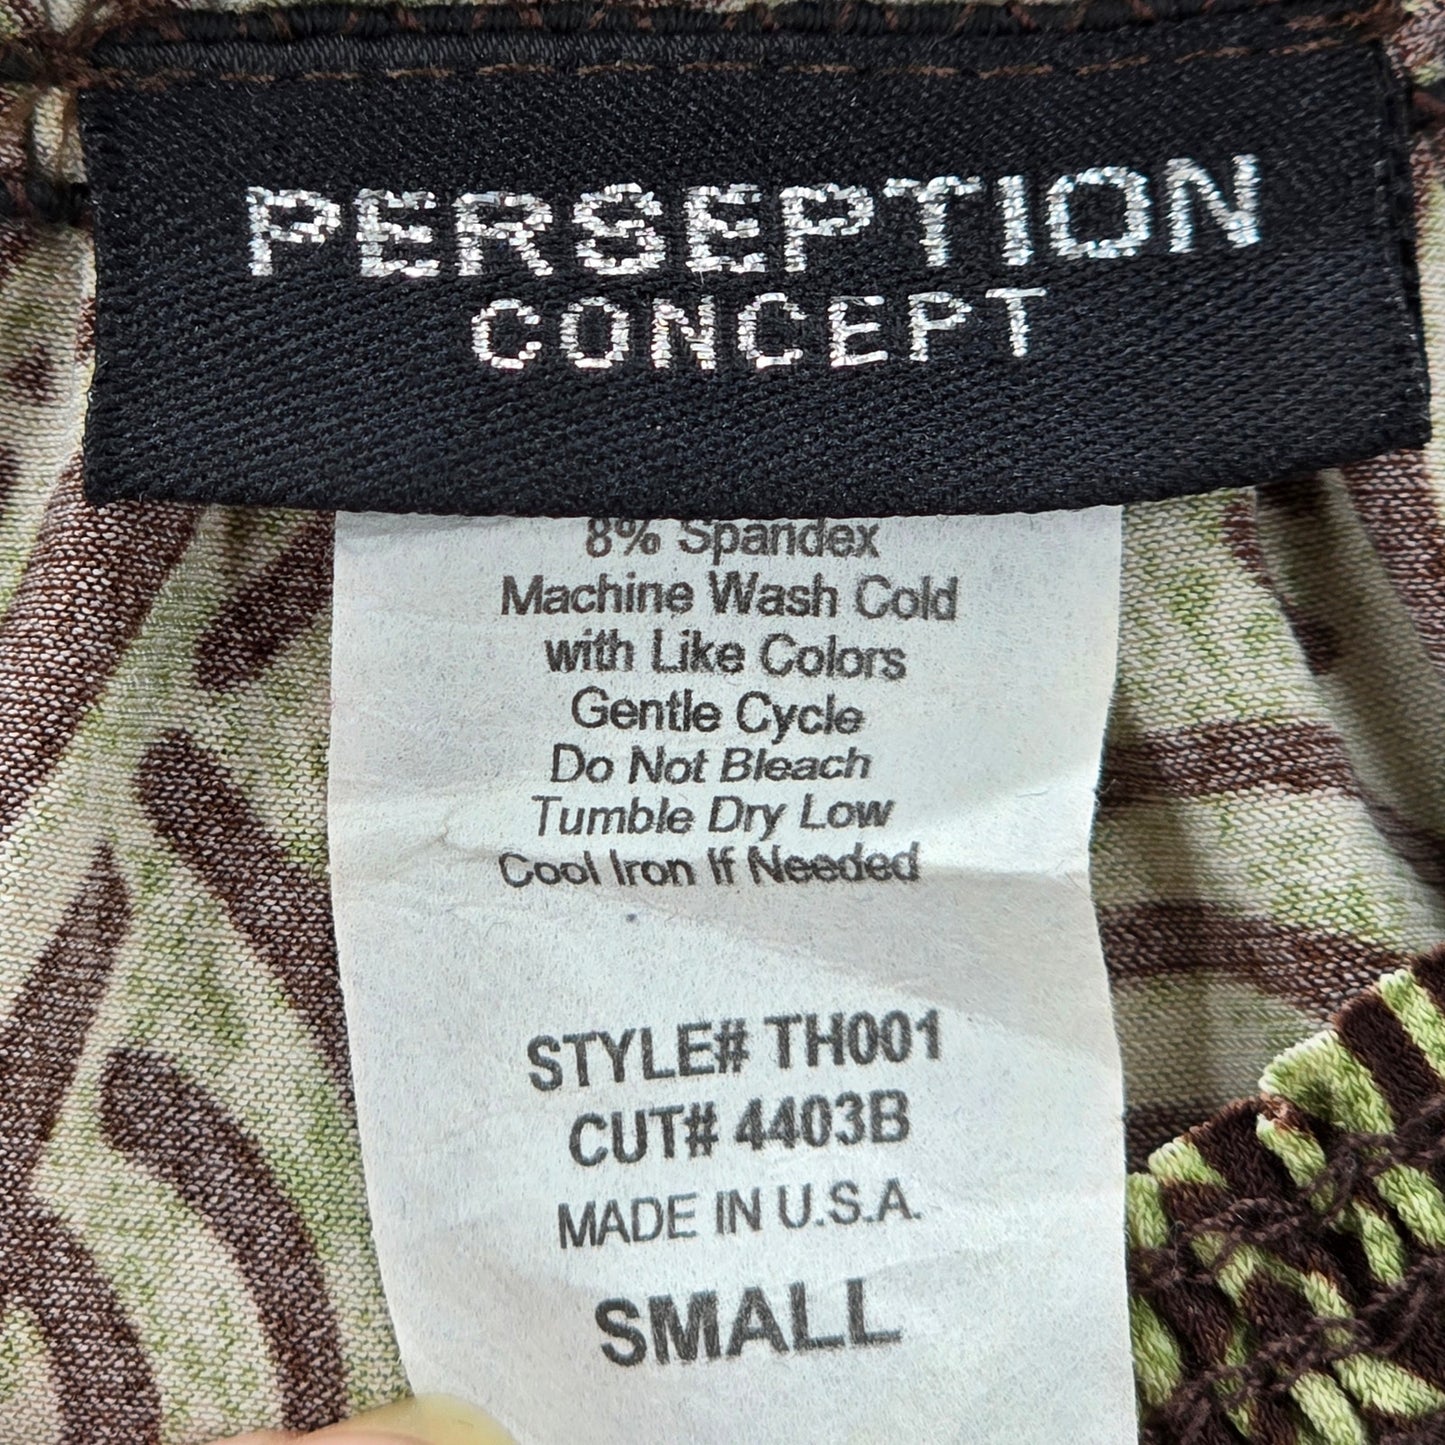 PERSEPTION
CONCEPT
8% Spandex
Machine Wash Cold
with Like Colors
Gentle Cycle
Do Not Bleach
Tumble Dry Low
Cool Iron If Needed
STYLE# TH001
CUT# 4403B
MADE IN U.S.A.
SMALL